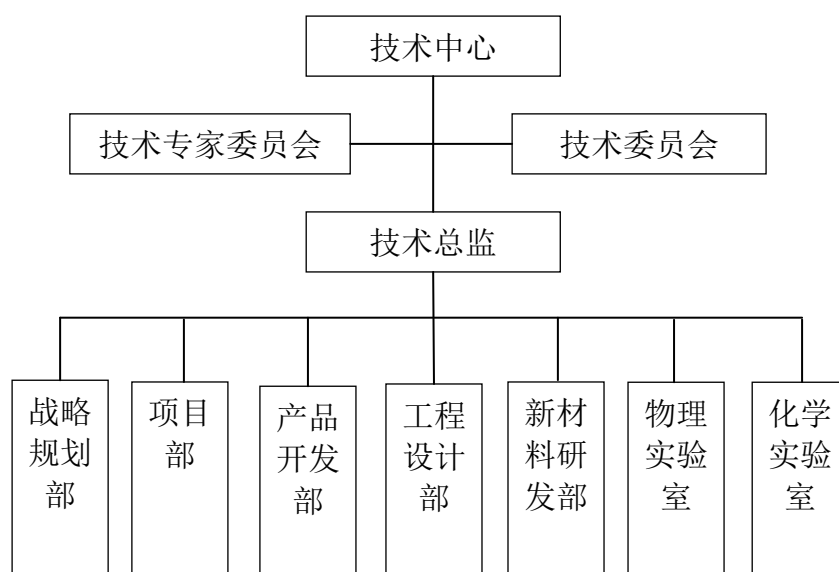 技术中心
技术专家委员会
技术委员会
技术总监
战略
规划
部
项目
部
产品
开发
部
工程
设计
部
新材
料研
发部
物理
实验
室
化学
实验
室